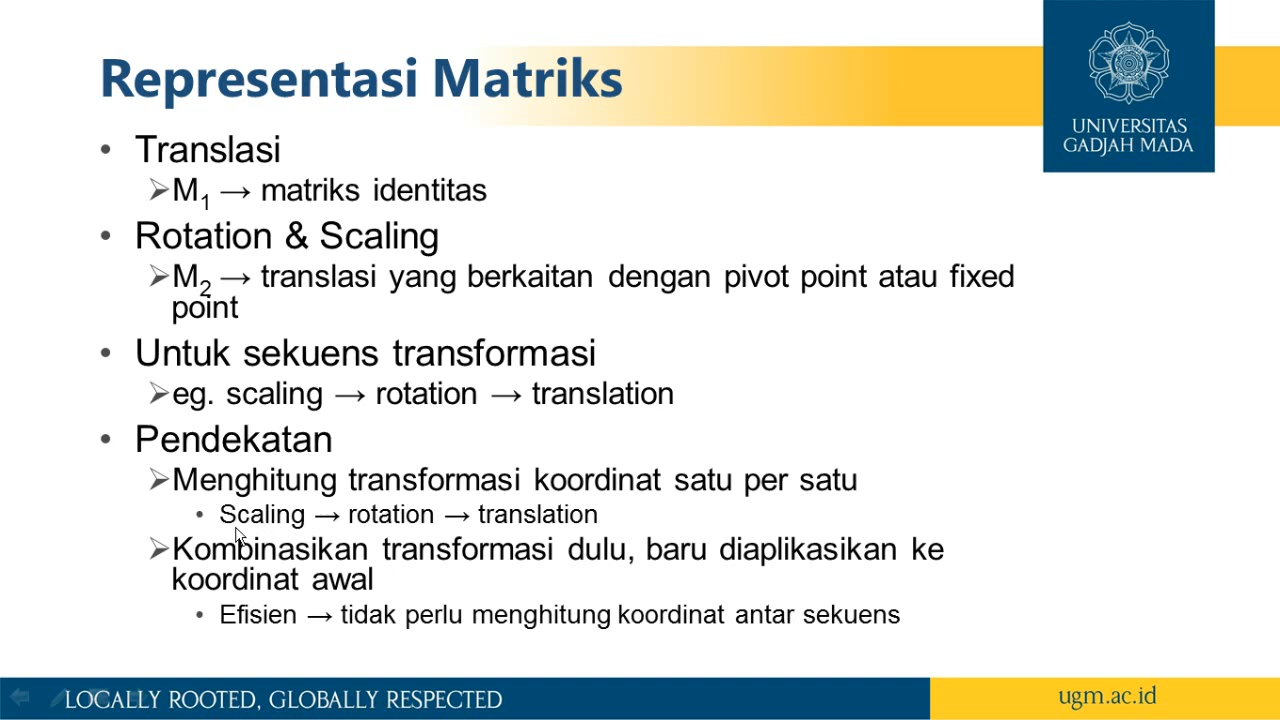 Representasi Matriks
UNIVERSITAS
GADJAH MADA
• Translasi
➢M₁ → matriks identitas
• Rotation & Scaling
➢M₂ → translasi yang berkaitan dengan pivot point atau fixed
point
• Untuk sekuens transformasi
➢eg. scaling → rotation → translation
• Pendekatan
➢Menghitung transformasi koordinat satu per satu
• Scaling → rotation → translation
➢Kombinasikan transformasi dulu, baru diaplikasikan ke
koordinat awal
• Efisien → tidak perlu menghitung koordinat antar sekuens
LOCALLY ROOTED, GLOBALLY RESPECTED
ugm.ac.id